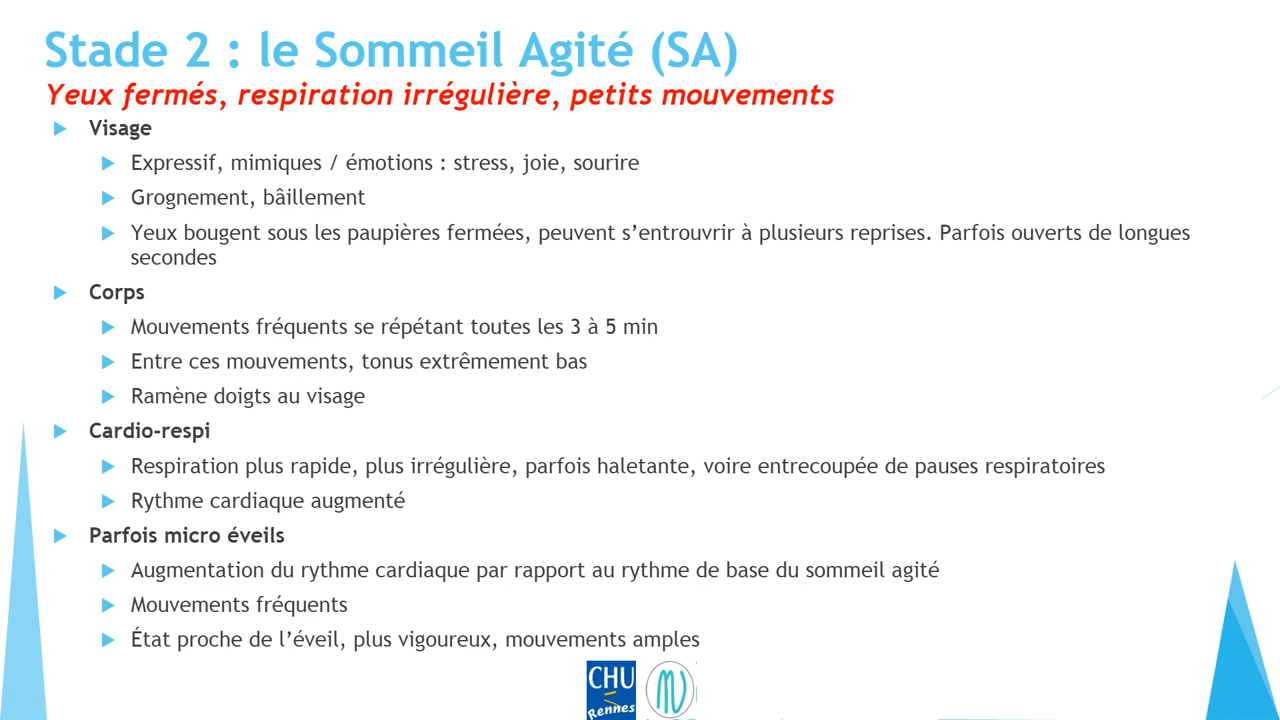 Stade 2 : le Sommeil Agité (SA)
Yeux fermés, respiration irrégulière, petits mouvements
Visage
Expressif, mimiques / émotions : stress, joie, sourire
Grognement, bâillement
Yeux bougent sous les paupières fermées, peuvent s’entrouvrir à plusieurs reprises. Parfois ouverts de longues
secondes
Corps
Mouvements fréquents se répétant toutes les 3 à 5 min
Entre ces mouvements, tonus extrêmement bas
Ramène doigts au visage
Cardio-respi
Respiration plus rapide, plus irrégulière, parfois haletante, voire entrecoupée de pauses respiratoires
Rythme cardiaque augmenté
Parfois micro éveils
Augmentation du rythme cardiaque par rapport au rythme de base du sommeil agité
Mouvements fréquents
État proche de l’éveil, plus vigoureux, mouvements amples
CHU
Rennes